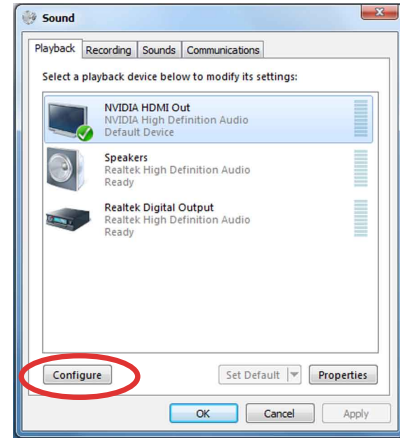 Sound
Playback Recording Sounds Communications
Select a playback device below to modify its settings:
NVIDIA HDMI Out
NVIDIA High Definition Audio
Default Device
Speakers
Realtek High Definition Audio
Ready
Realtek Digital Output
Realtek High Definition Audio
Ready
Configure Set Default Properties
OK Cancel Apply